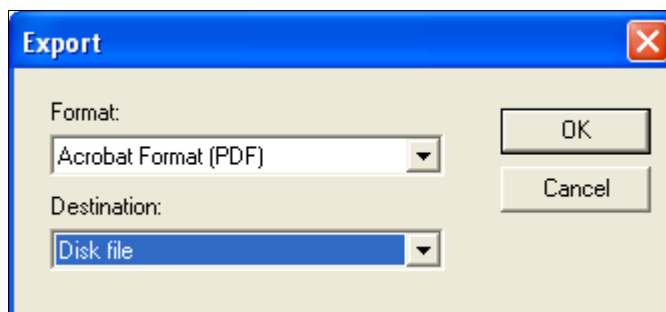 Export
Format:
Acrobat Format (PDF)
OK
Cancel
Destination:
Disk file